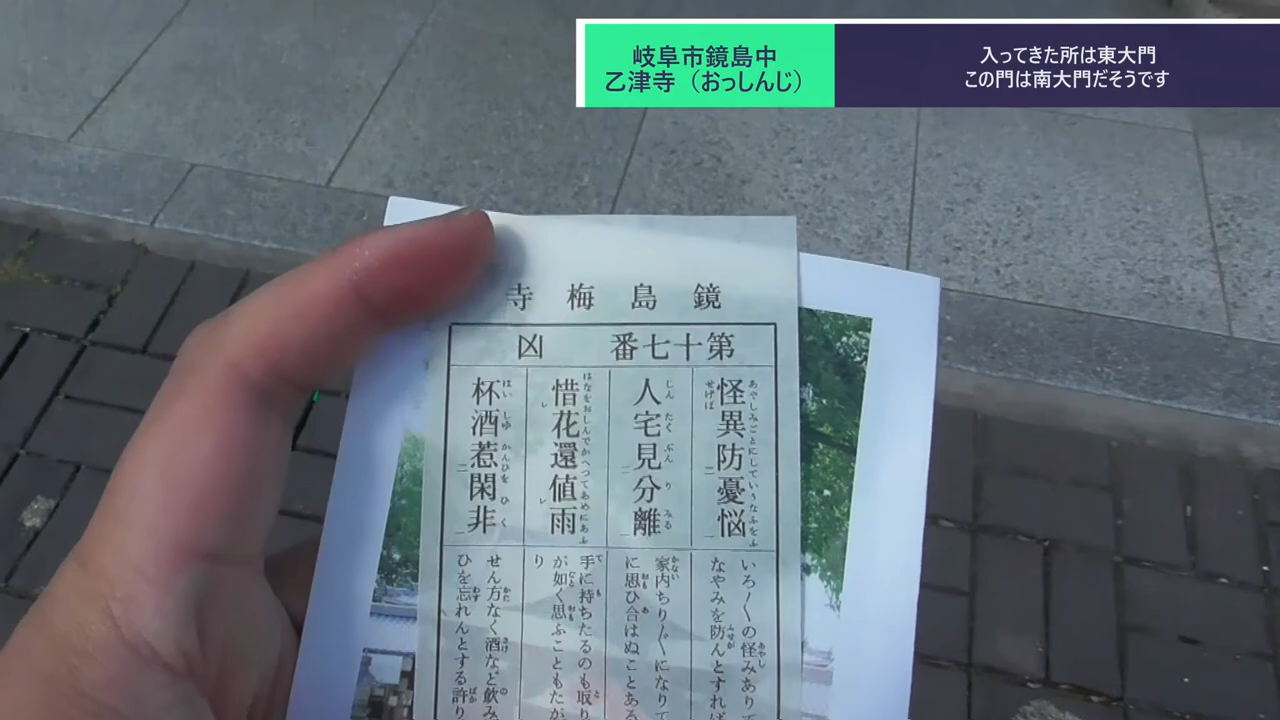 岐阜市鏡島中
乙津寺（おっしんじ）
入ってきた所は東大門
この門は南大門だそうです
鏡島梅寺
第十七番 凶
怪異防憂悩
人宅見分離
惜花還値雨
杯酒惹閑非
いろ〱の怪みありて
なやみを防んとすれば
家内ちり〲になりて
に思ひ合はぬことある
手に持ちたるのも取り
が如く思ふこともたが
り
せん方なく酒など飲み
ひを忘れんとする許り